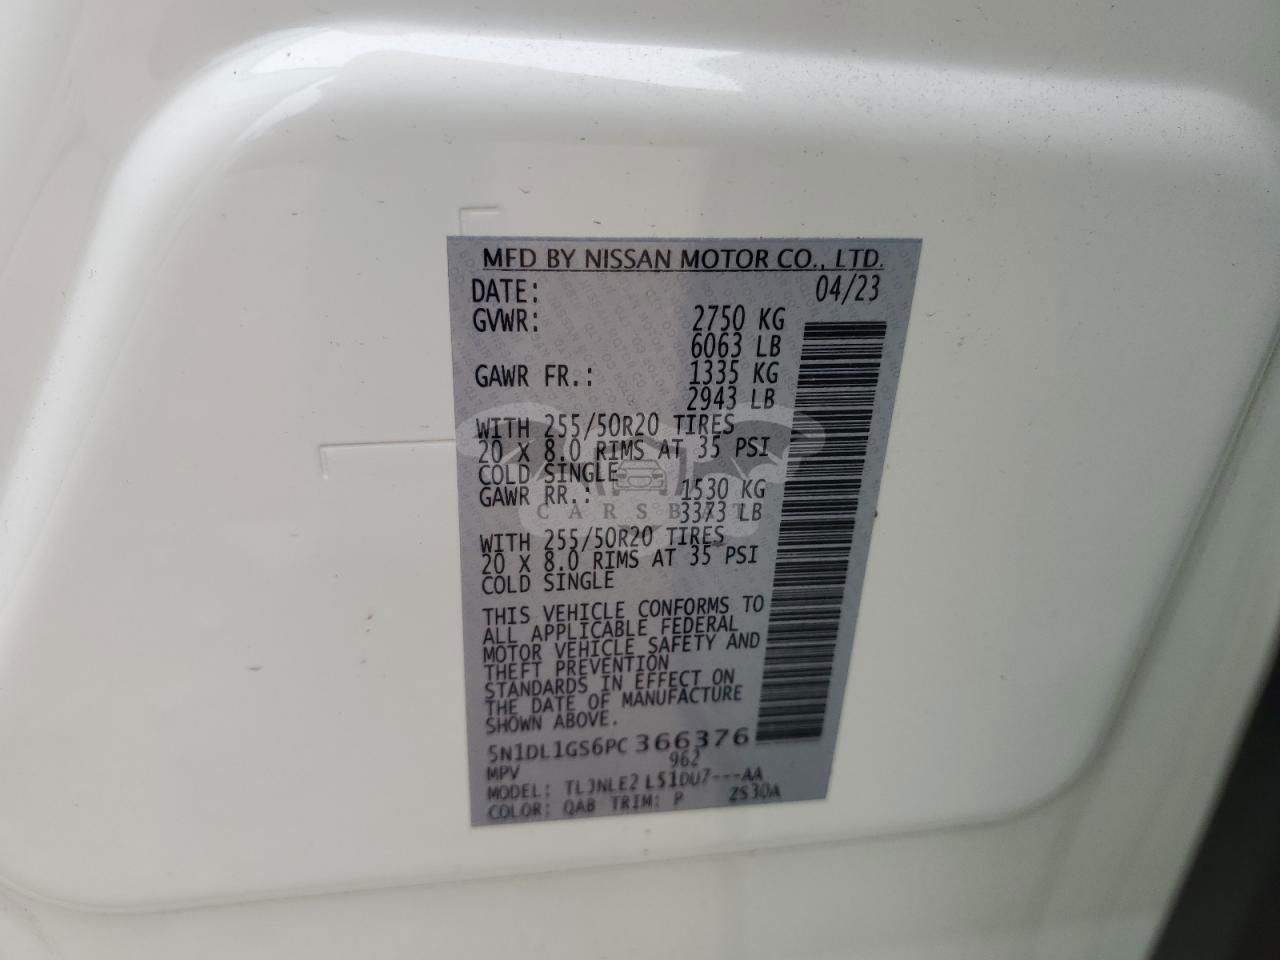 MFD BY NISSAN MOTOR CO., LTD.
DATE: 04/23
GVWR: 2750 KG
6063 LB
GAWR FR.: 1335 KG
2943 LB
WITH 255/50R20 TIRES
20 X 8.0 RIMS AT 35 PSI
COLD SINGLE
GAWR RR.: 1530 KG
CARSBAT
3373 LB
WITH 255/50R20 TIRES
20 X 8.0 RIMS AT 35 PSI
COLD SINGLE
THIS VEHICLE CONFORMS TO
ALL APPLICABLE FEDERAL
MOTOR VEHICLE SAFETY AND
THEFT PREVENTION
STANDARDS IN EFFECT ON
THE DATE OF MANUFACTURE
SHOWN ABOVE.
5N1DL1GS6PC366376
MPV 962
MODEL: TLJNLE2 L51DU7---AA
COLOR: QAB TRIM: P ZS30A